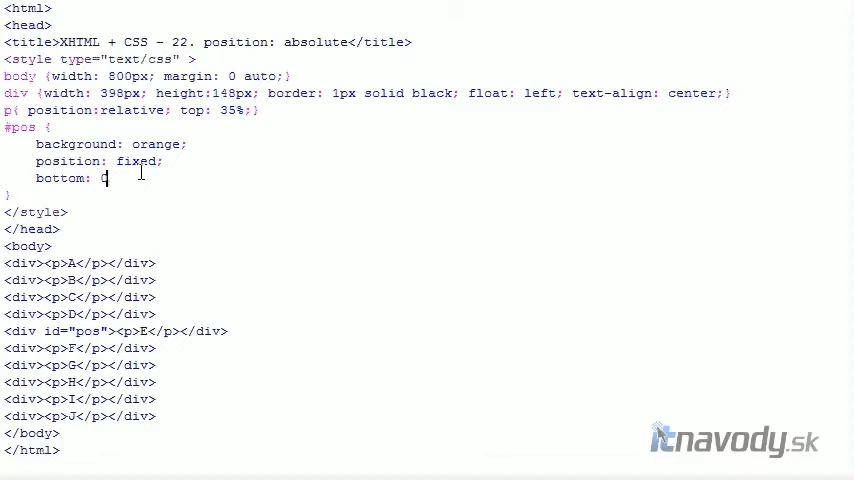 <html>
<head>
<title>XHTML + CSS - 22. position: absolute</title>
<style type="text/css" >
body {width: 800px; margin: 0 auto;}
div {width: 398px; height:148px; border: 1px solid black; float: left; text-align: center;}
p{ position:relative; top: 35%;}
#pos {
    background: orange;
    position: fixed;
    bottom: 0
}
</style>
</head>
<body>
<div><p>A</p></div>
<div><p>B</p></div>
<div><p>C</p></div>
<div><p>D</p></div>
<div id="pos"><p>E</p></div>
<div><p>F</p></div>
<div><p>G</p></div>
<div><p>H</p></div>
<div><p>I</p></div>
<div><p>J</p></div>
</body>
</html>
itnavody.sk